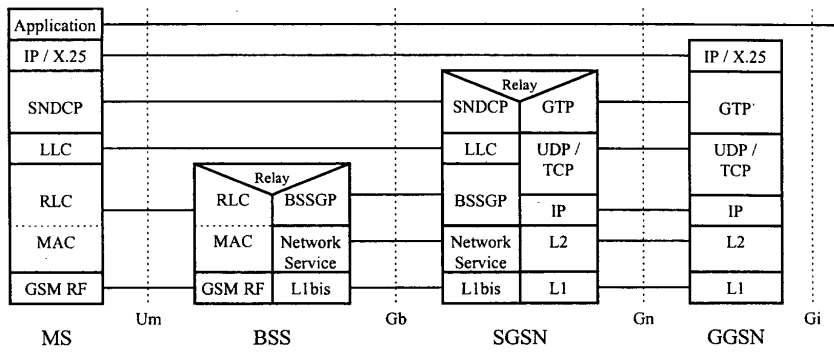 Application
IP / X.25
IP / X.25
Relay
SNDCP
SNDCP
GTP
GTP
LLC
LLC
UDP /
TCP
UDP /
TCP
Relay
RLC
RLC
BSSGP
BSSGP
IP
IP
MAC
MAC
Network
Service
Network
Service
L2
L2
GSM RF
GSM RF
L1bis
L1bis
L1
L1
Um
Gb
Gn
Gi
MS
BSS
SGSN
GGSN